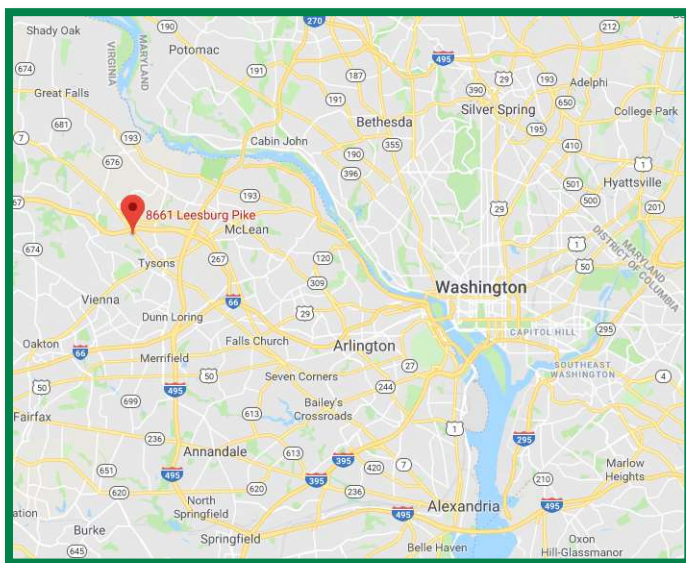 270
190
212
Shady Oak
MARYLAND
VIRGINIA
Potomac
495
674
191
187
29
193
Adelphi
Great Falls
390
650
191
Silver Spring
College Park
681
Bethesda
7
193
Cabin John
195
355
410
676
190
1
396
501
Hyattsville
193
500
67
29
201
8661 Leesburg Pike
McLean
674
1
MARYLAND
DISTRICT OF COLUMBIA
Tysons
267
120
50
309
Washington
Vienna
66
29
Dunn Loring
CAPITOL HILL
295
Oakton
Falls Church
Arlington
66
Merrifield
27
SOUTHEAST
WASHINGTON
50
50
Seven Corners
4
495
244
699
Bailey's
Crossroads
Fairfax
613
1
236
295
Annandale
613
395
7
Marlow
Heights
651
495
420
395
210
620
620
236
North
Springfield
Alexandria
495
495
ation
Burke
Springfield
Oxon
Hill-Glassmanor
645
Belle Haven